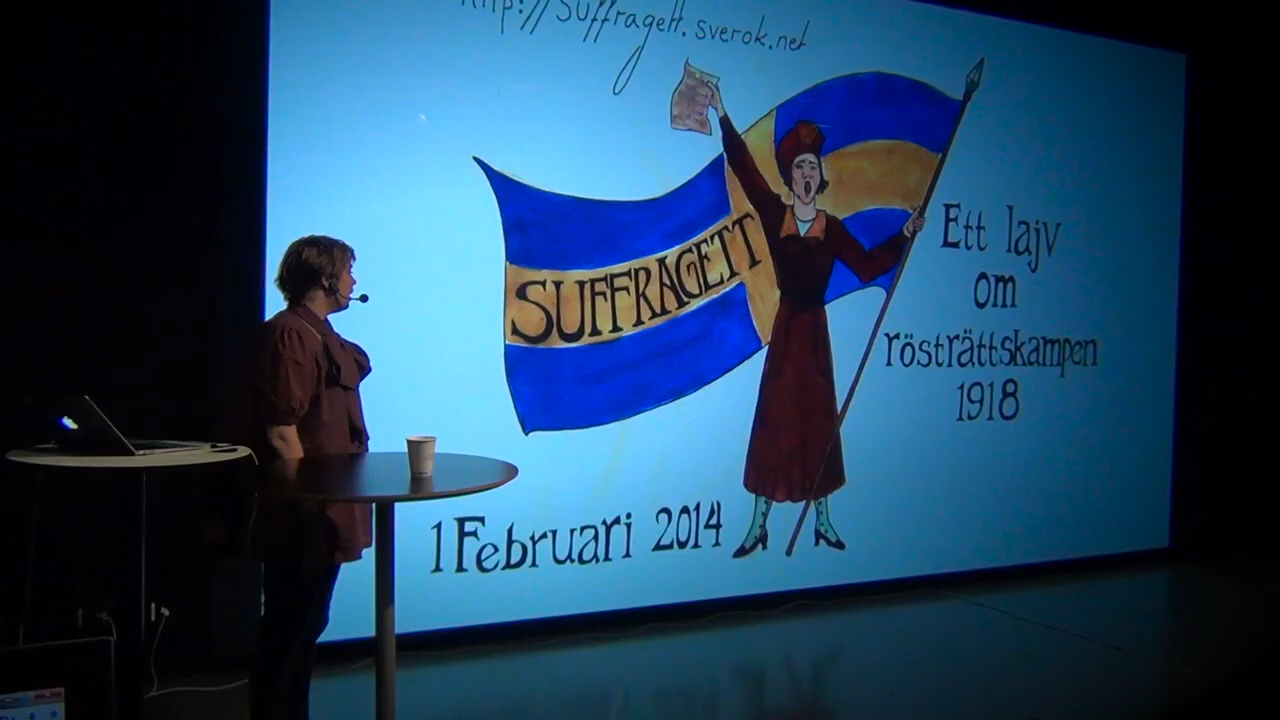 http://suffragett.sverok.net
SUFFRAGETT
Ett lajv
om
rösträttskampen
1918
1 Februari 2014